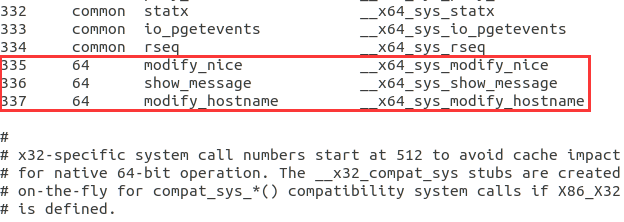 332 common statx __x64_sys_statx
333 common io_pgetevents __x64_sys_io_pgetevents
334 common rseq __x64_sys_rseq
335 64 modify_nice __x64_sys_modify_nice
336 64 show_message __x64_sys_show_message
337 64 modify_hostname __x64_sys_modify_hostname
#
# x32-specific system call numbers start at 512 to avoid cache impact
# for native 64-bit operation. The __x32_compat_sys stubs are created
# on-the-fly for compat_sys_*() compatibility system calls if X86_X32
# is defined.